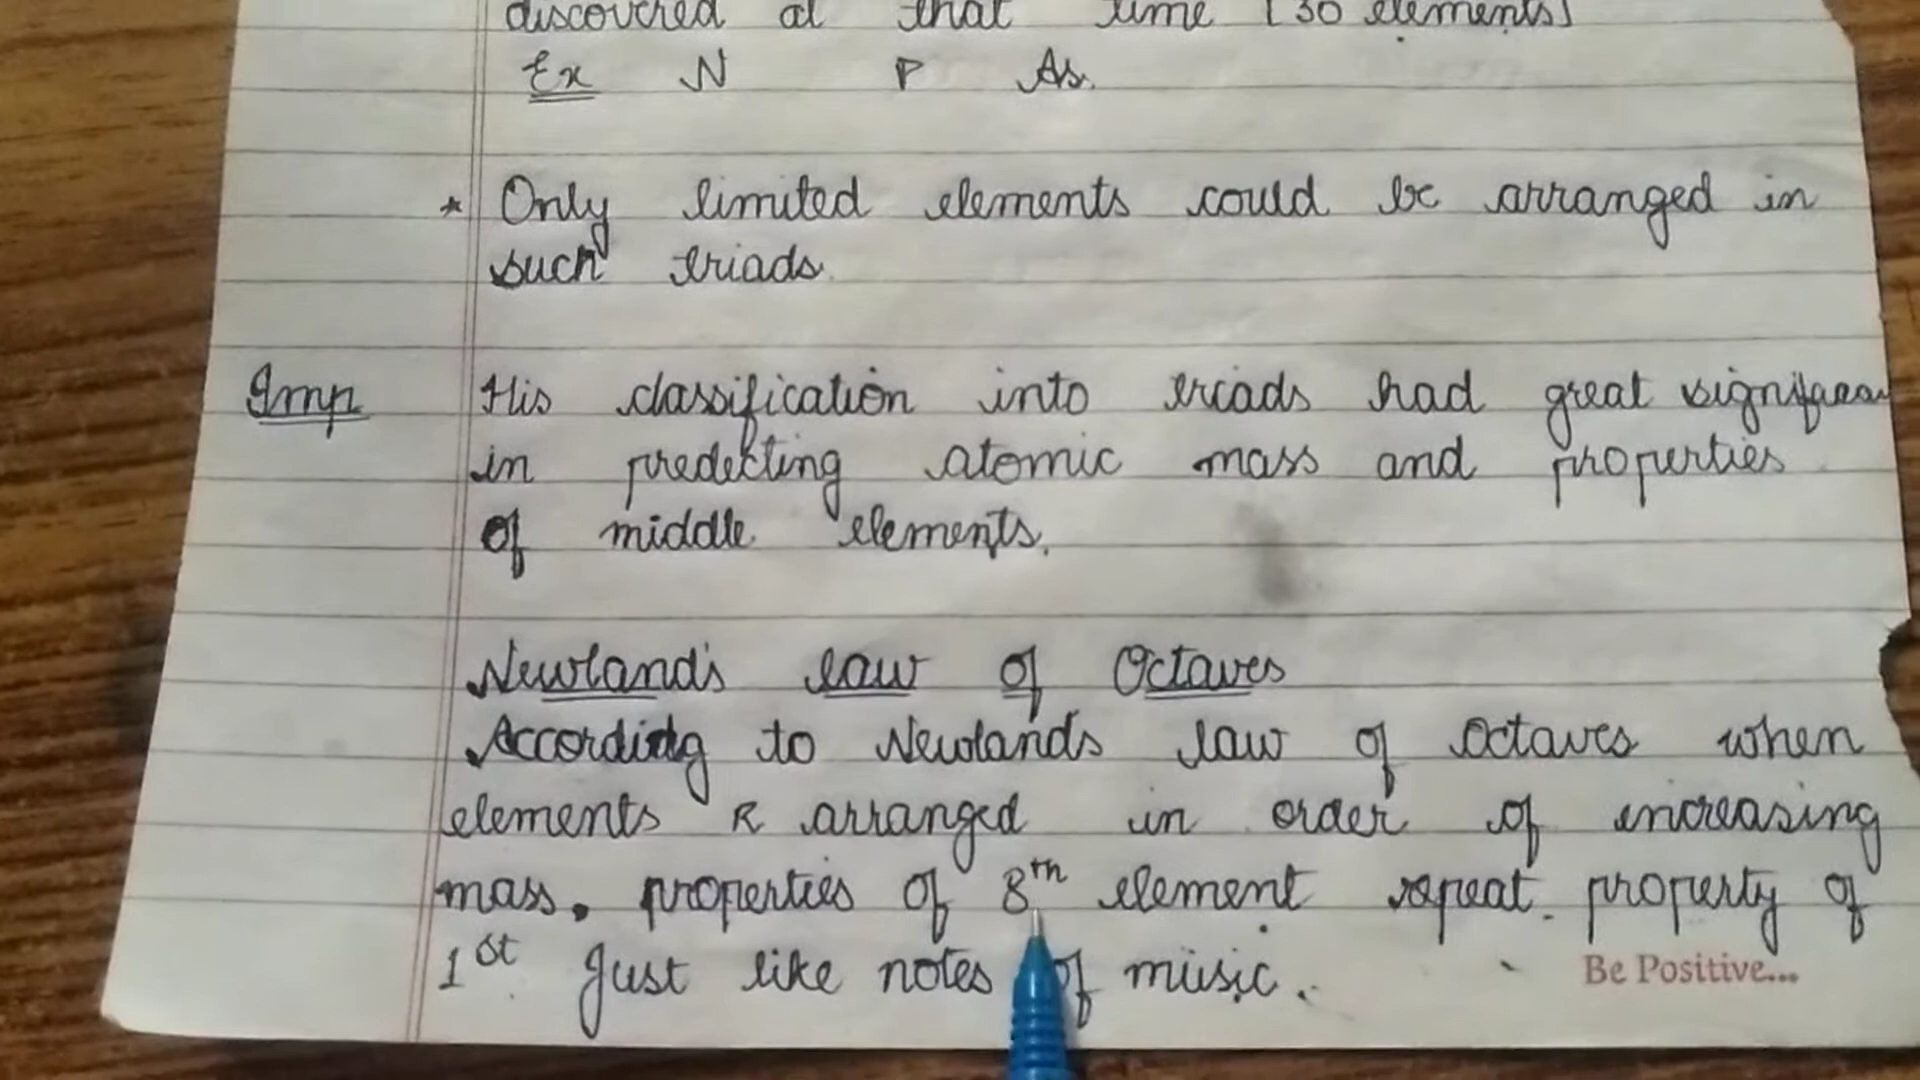 discovered at that time [30 elements]
Ex N P As.
* Only limited elements could be arranged in
such triads.
Imp His classification into triads had great
in predecting atomic mass and properties
of middle elements.
Newland's law of Octaves
According to Newlands law of Octaves when
elements R arranged in order of increasing
mass. properties of 8th element repeat property of
1st Just like notes of music.
Be Positive...